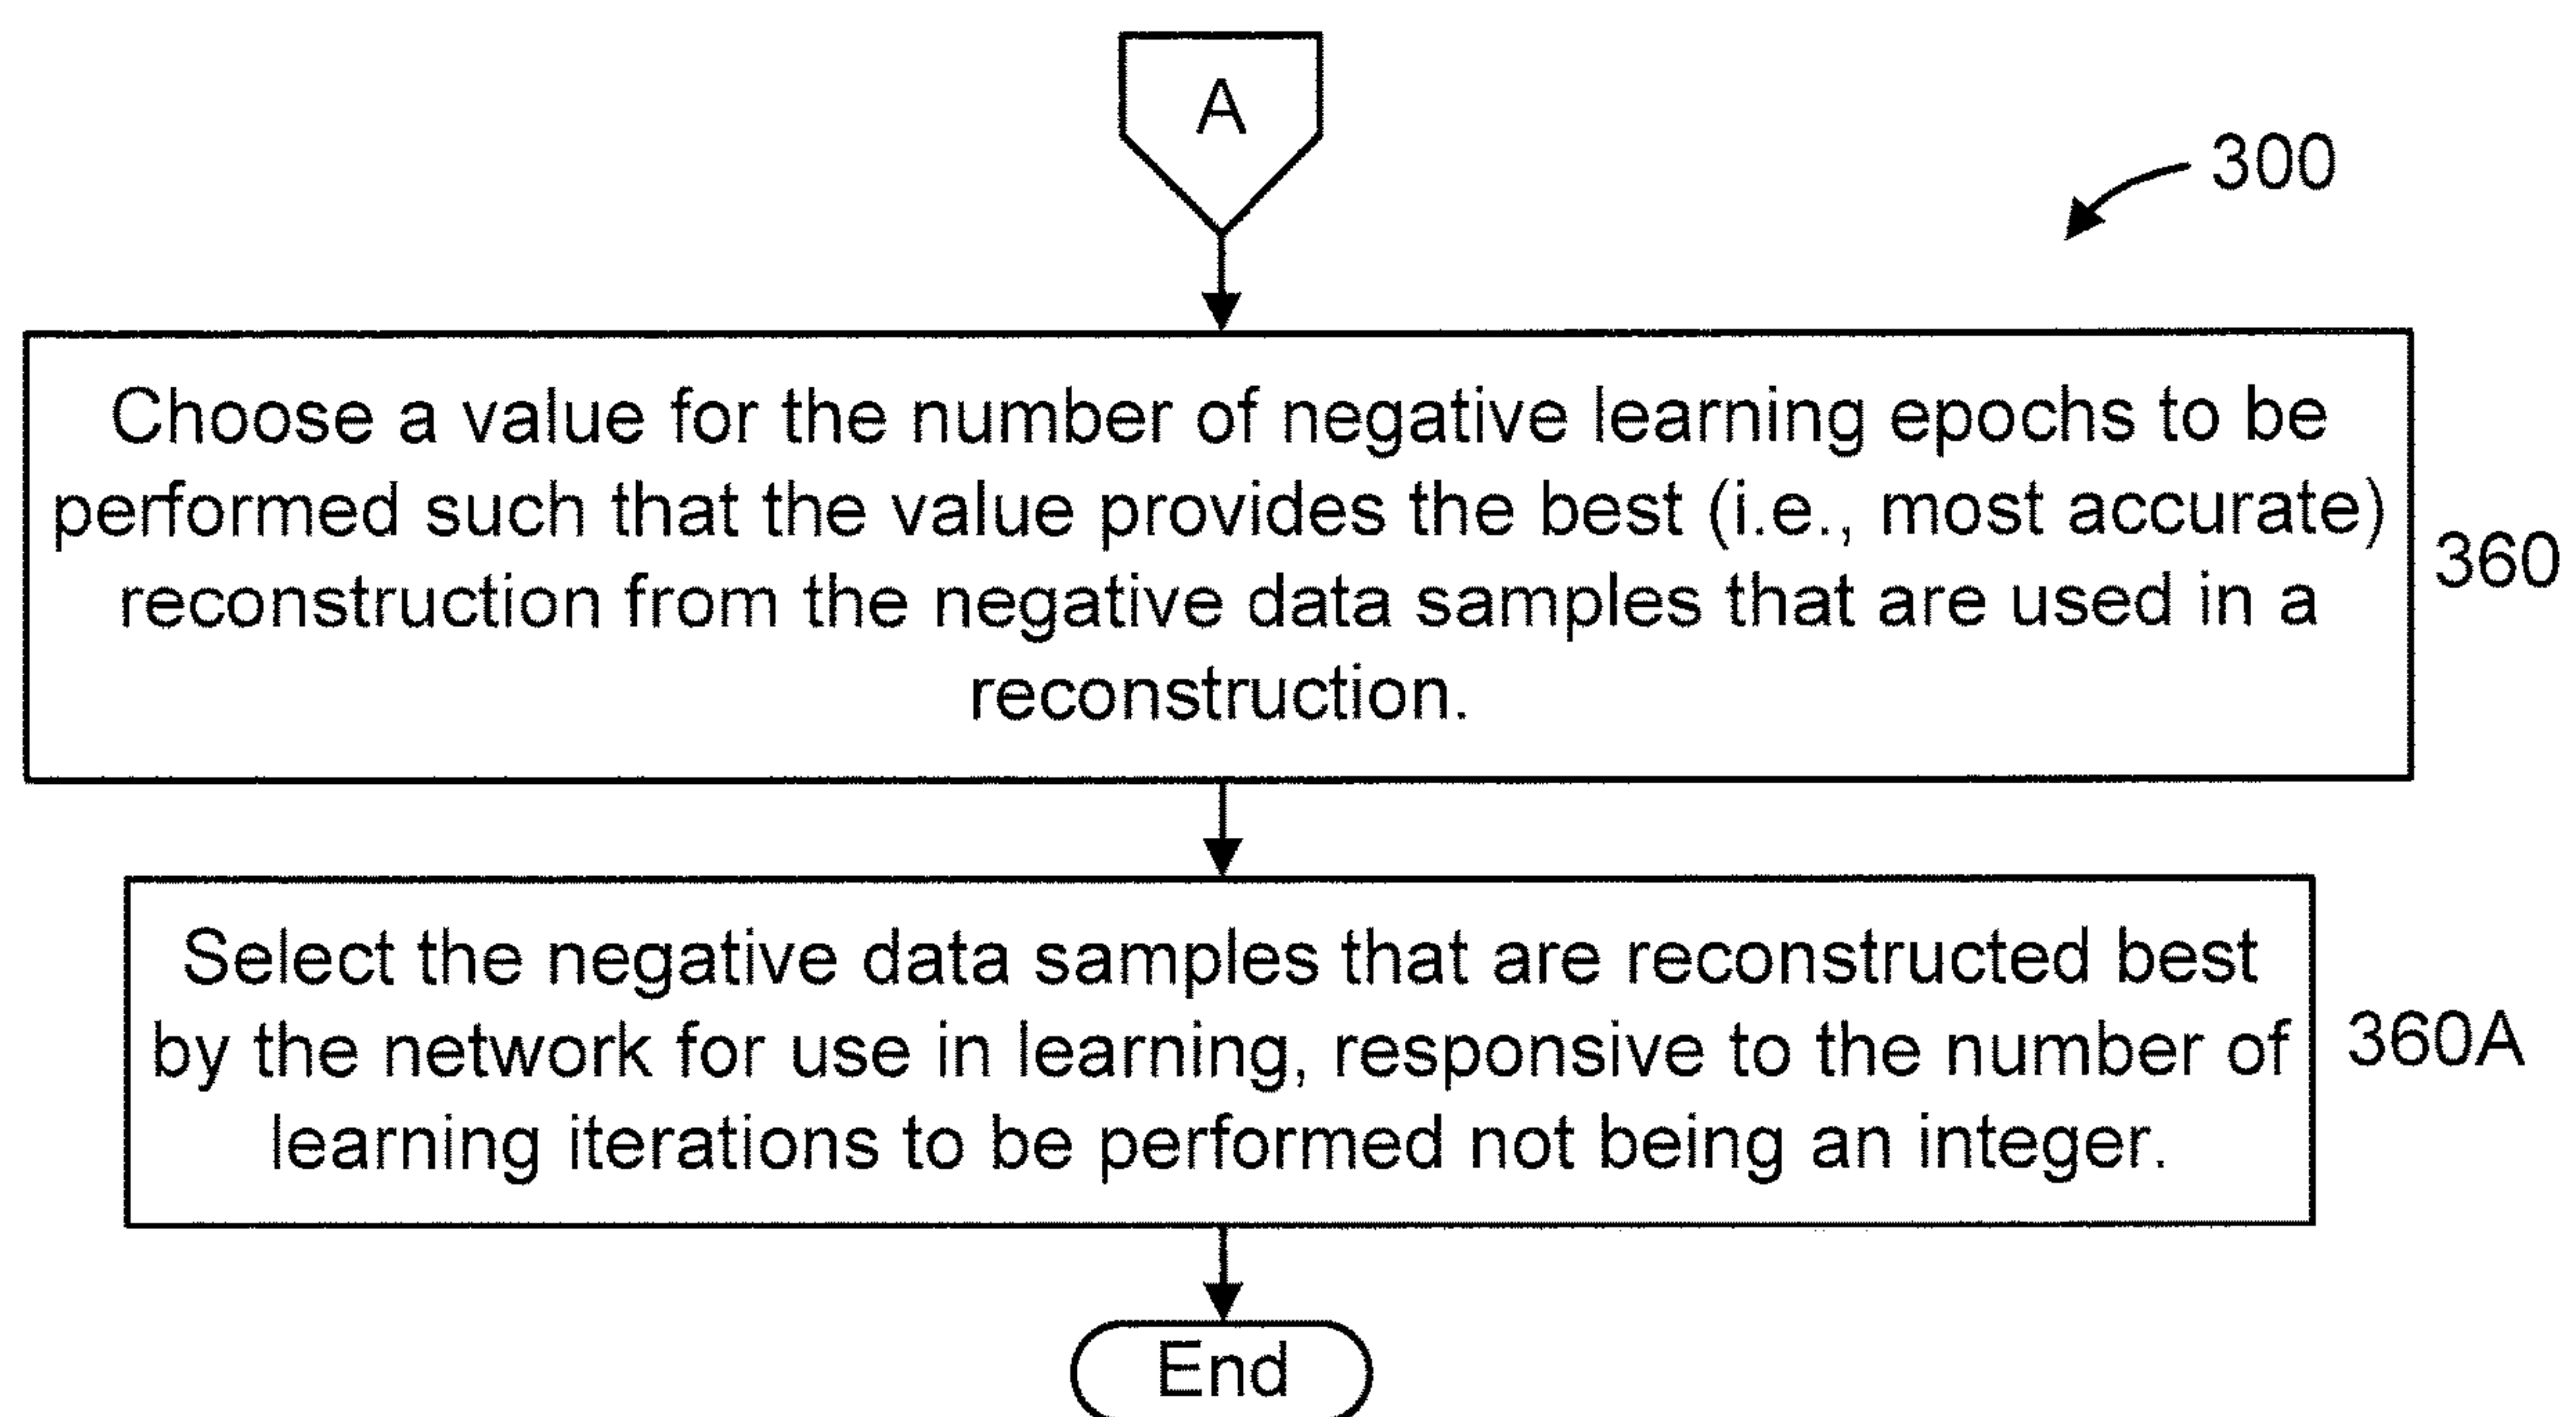 A
300
Choose a value for the number of negative learning epochs to be
performed such that the value provides the best (i.e., most accurate)
reconstruction from the negative data samples that are used in a
reconstruction.
360
Select the negative data samples that are reconstructed best
by the network for use in learning, responsive to the number of
learning iterations to be performed not being an integer.
360A
End